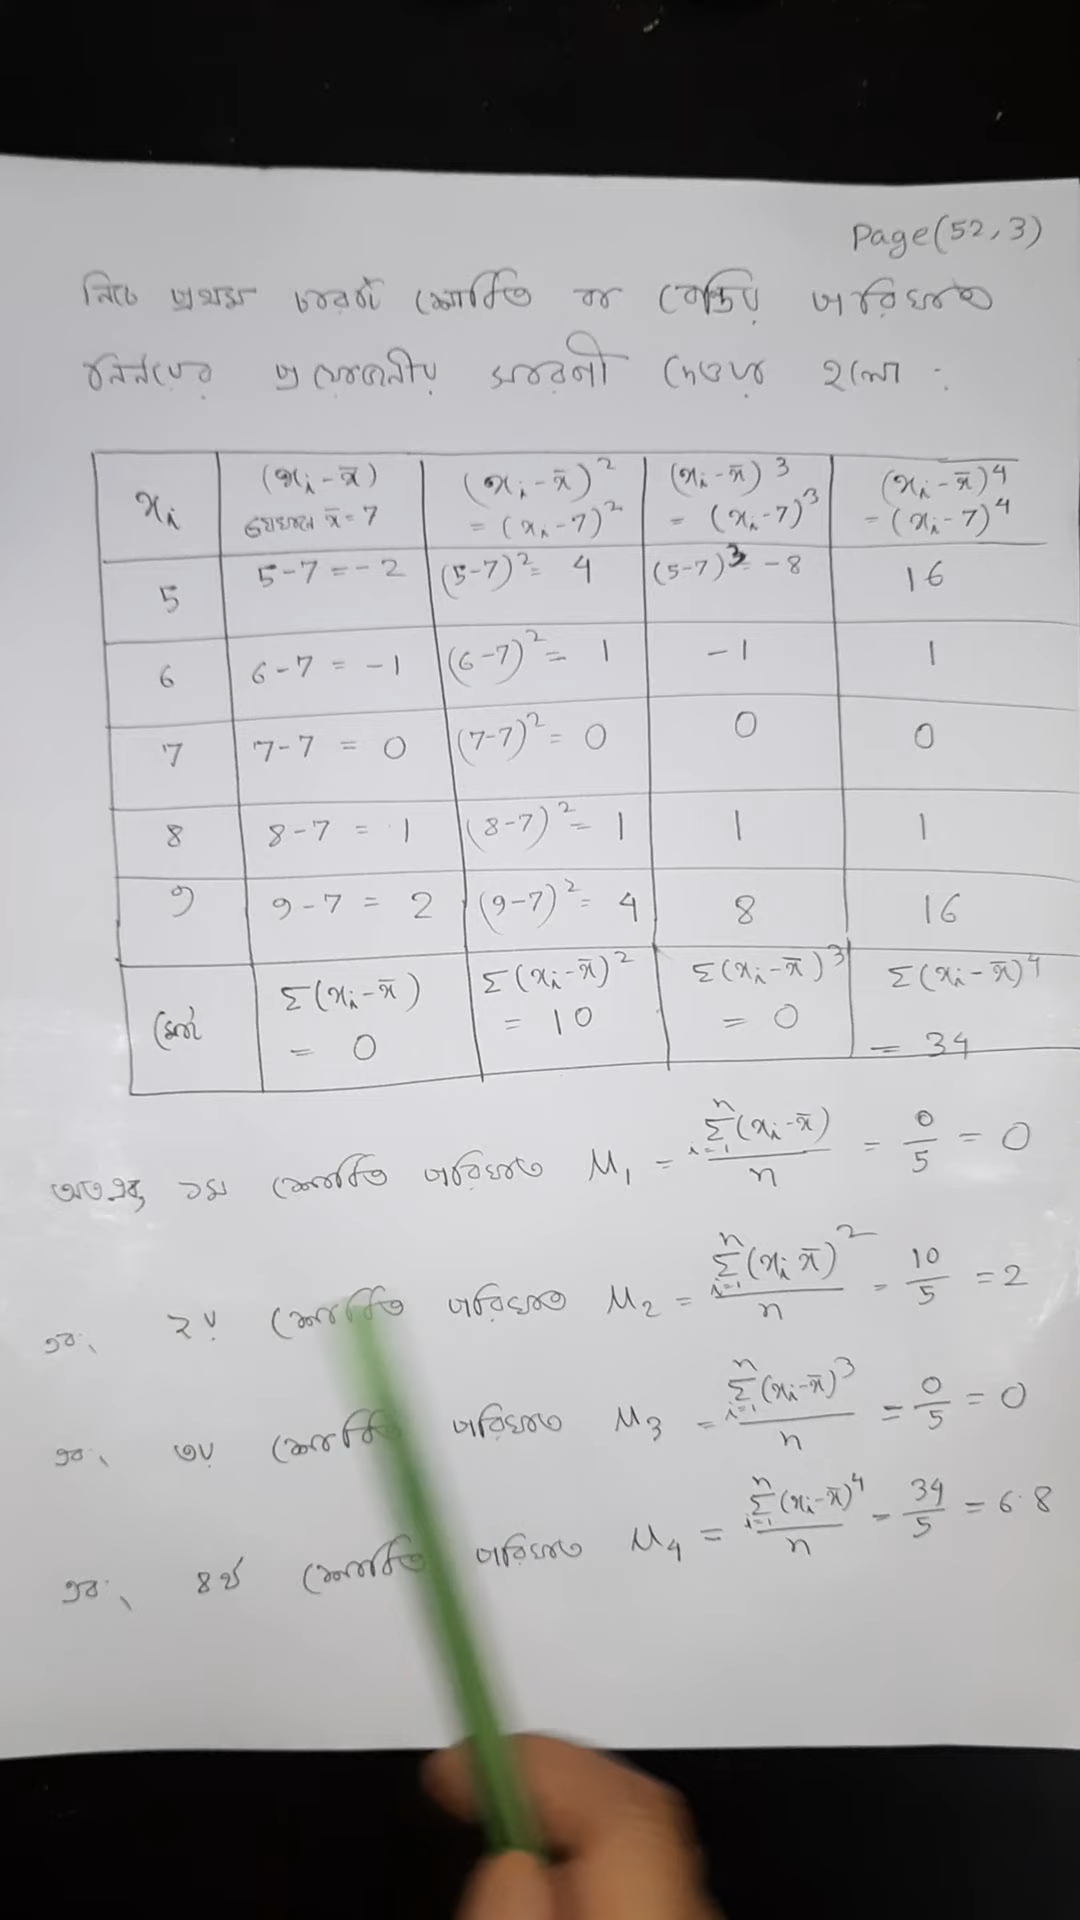 Page(52,3)
নিচে প্রথম চারটি শোধিত বা কেন্দ্রিয় পরিঘাত
নির্নয়ের প্রয়োজনীয় সারণী দেওয়া হলো :
xᵢ (xᵢ-x̄) (xᵢ-x̄)² (xᵢ-x̄)³ (xᵢ-x̄)⁴
যেখানে x̄=7 =(xᵢ-7)² =(xᵢ-7)³ =(xᵢ-7)⁴
5 5-7=-2 (5-7)²=4 (5-7)³=-8 16
6 6-7=-1 (6-7)²=1 -1 1
7 7-7=0 (7-7)²=0 0 0
8 8-7=1 (8-7)²=1 1 1
9 9-7=2 (9-7)²=4 8 16
মোট Σ(xᵢ-x̄) Σ(xᵢ-x̄)² Σ(xᵢ-x̄)³ Σ(xᵢ-x̄)⁴
=0 =10 =0 =34
অতএব, ১ম শোধিত পরিঘাত μ₁ = Σⁿᵢ₌₁(xᵢ-x̄)/n = 0/5 = 0
এবং, ২য় শোধিত পরিঘাত μ₂ = Σⁿᵢ₌₁(xᵢ x̄)²/n = 10/5 = 2
এবং, ৩য় শোধিত পরিঘাত μ₃ = Σⁿᵢ₌₁(xᵢ-x̄)³/n = 0/5 = 0
এবং, ৪র্থ শোধিত পরিঘাত μ₄ = Σⁿᵢ₌₁(xᵢ-x̄)⁴/n = 34/5 = 6.8